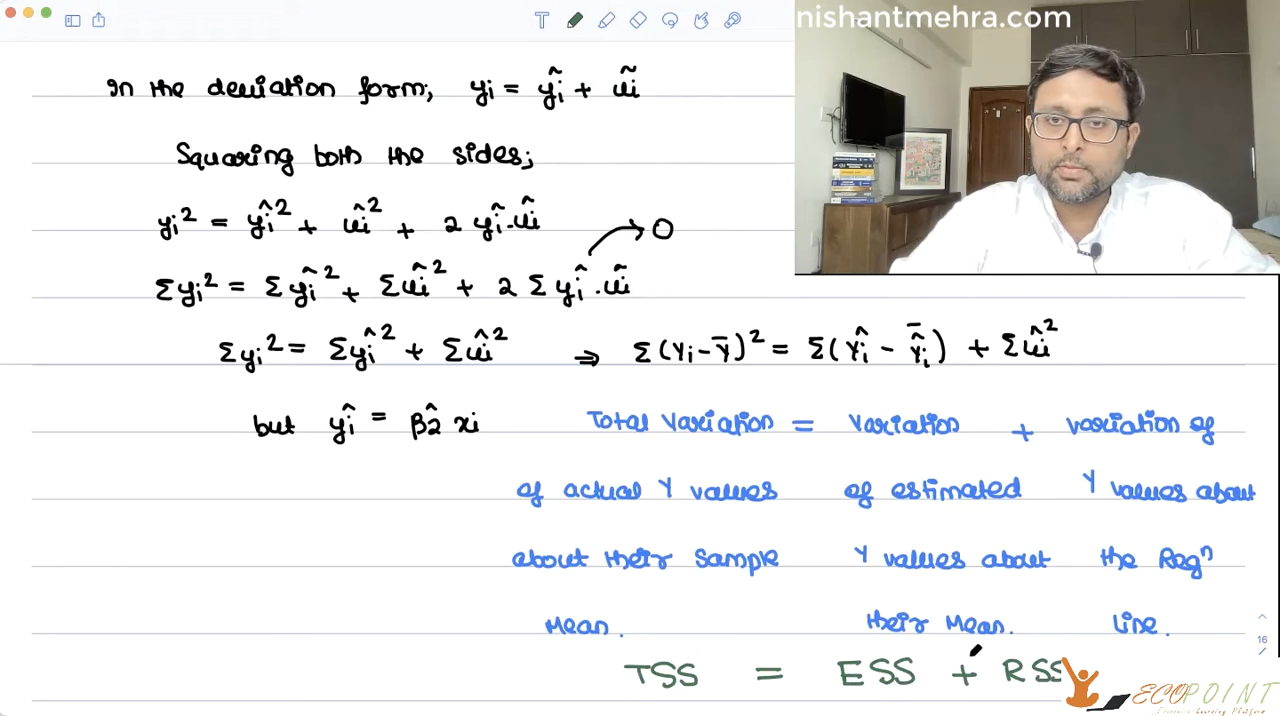 nishantmehra.com
In the deviation form, yi = ŷi + ûi
Squaring both the sides;
yi² = ŷi² + ûi² + 2 ŷi.ûi
Σyi² = Σŷi² + Σûi² + 2 Σŷi.ûi → 0
Σyi² = Σŷi² + Σûi² ⇒ Σ(Yi - Ȳ)² = Σ(Ŷi - Ŷ̄i) + Σûi²
but ŷi = β̂2 xi
Total Variation = Variation + Variation of
of actual Y values of estimated Y values about
about their Sample Y values about the Regⁿ
Mean. their Mean. Line.
16
TSS = ESS + RSS
ECOPOINT